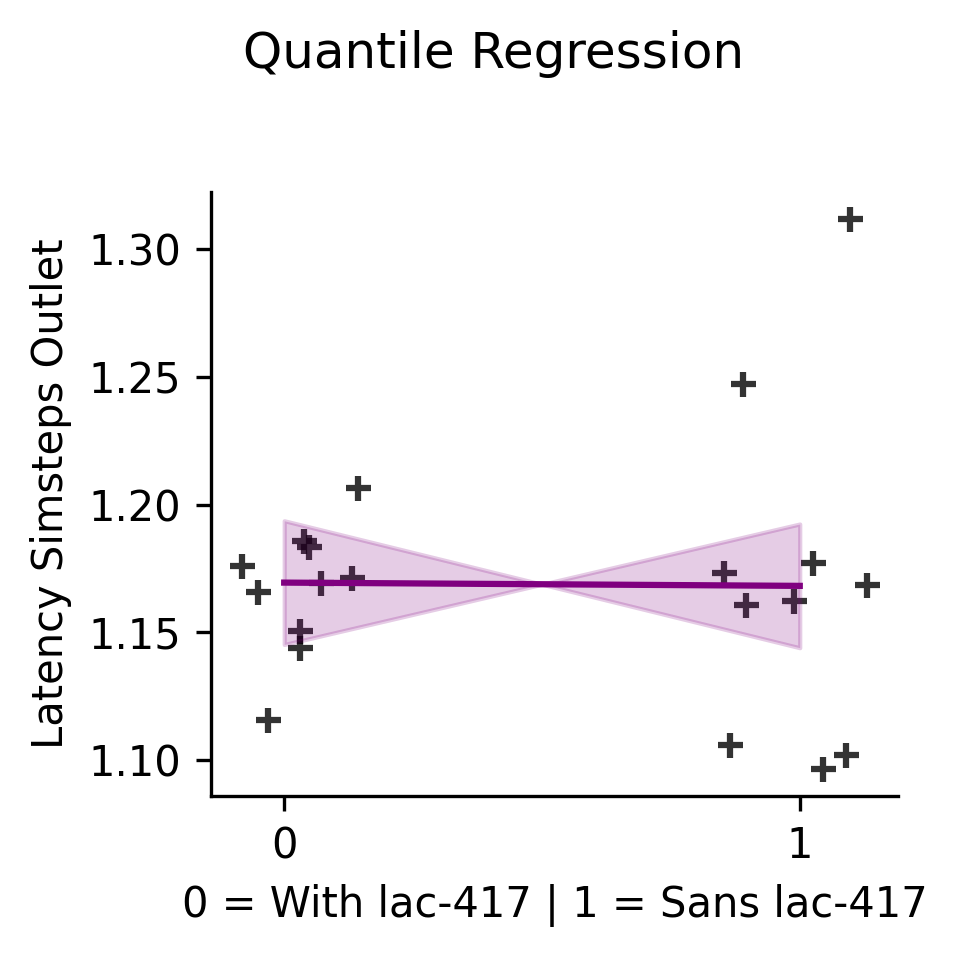 Quantile Regression
Latency Simsteps Outlet
1.30
1.25
1.20
1.15
1.10
0 1
0 = With lac-417 | 1 = Sans lac-417